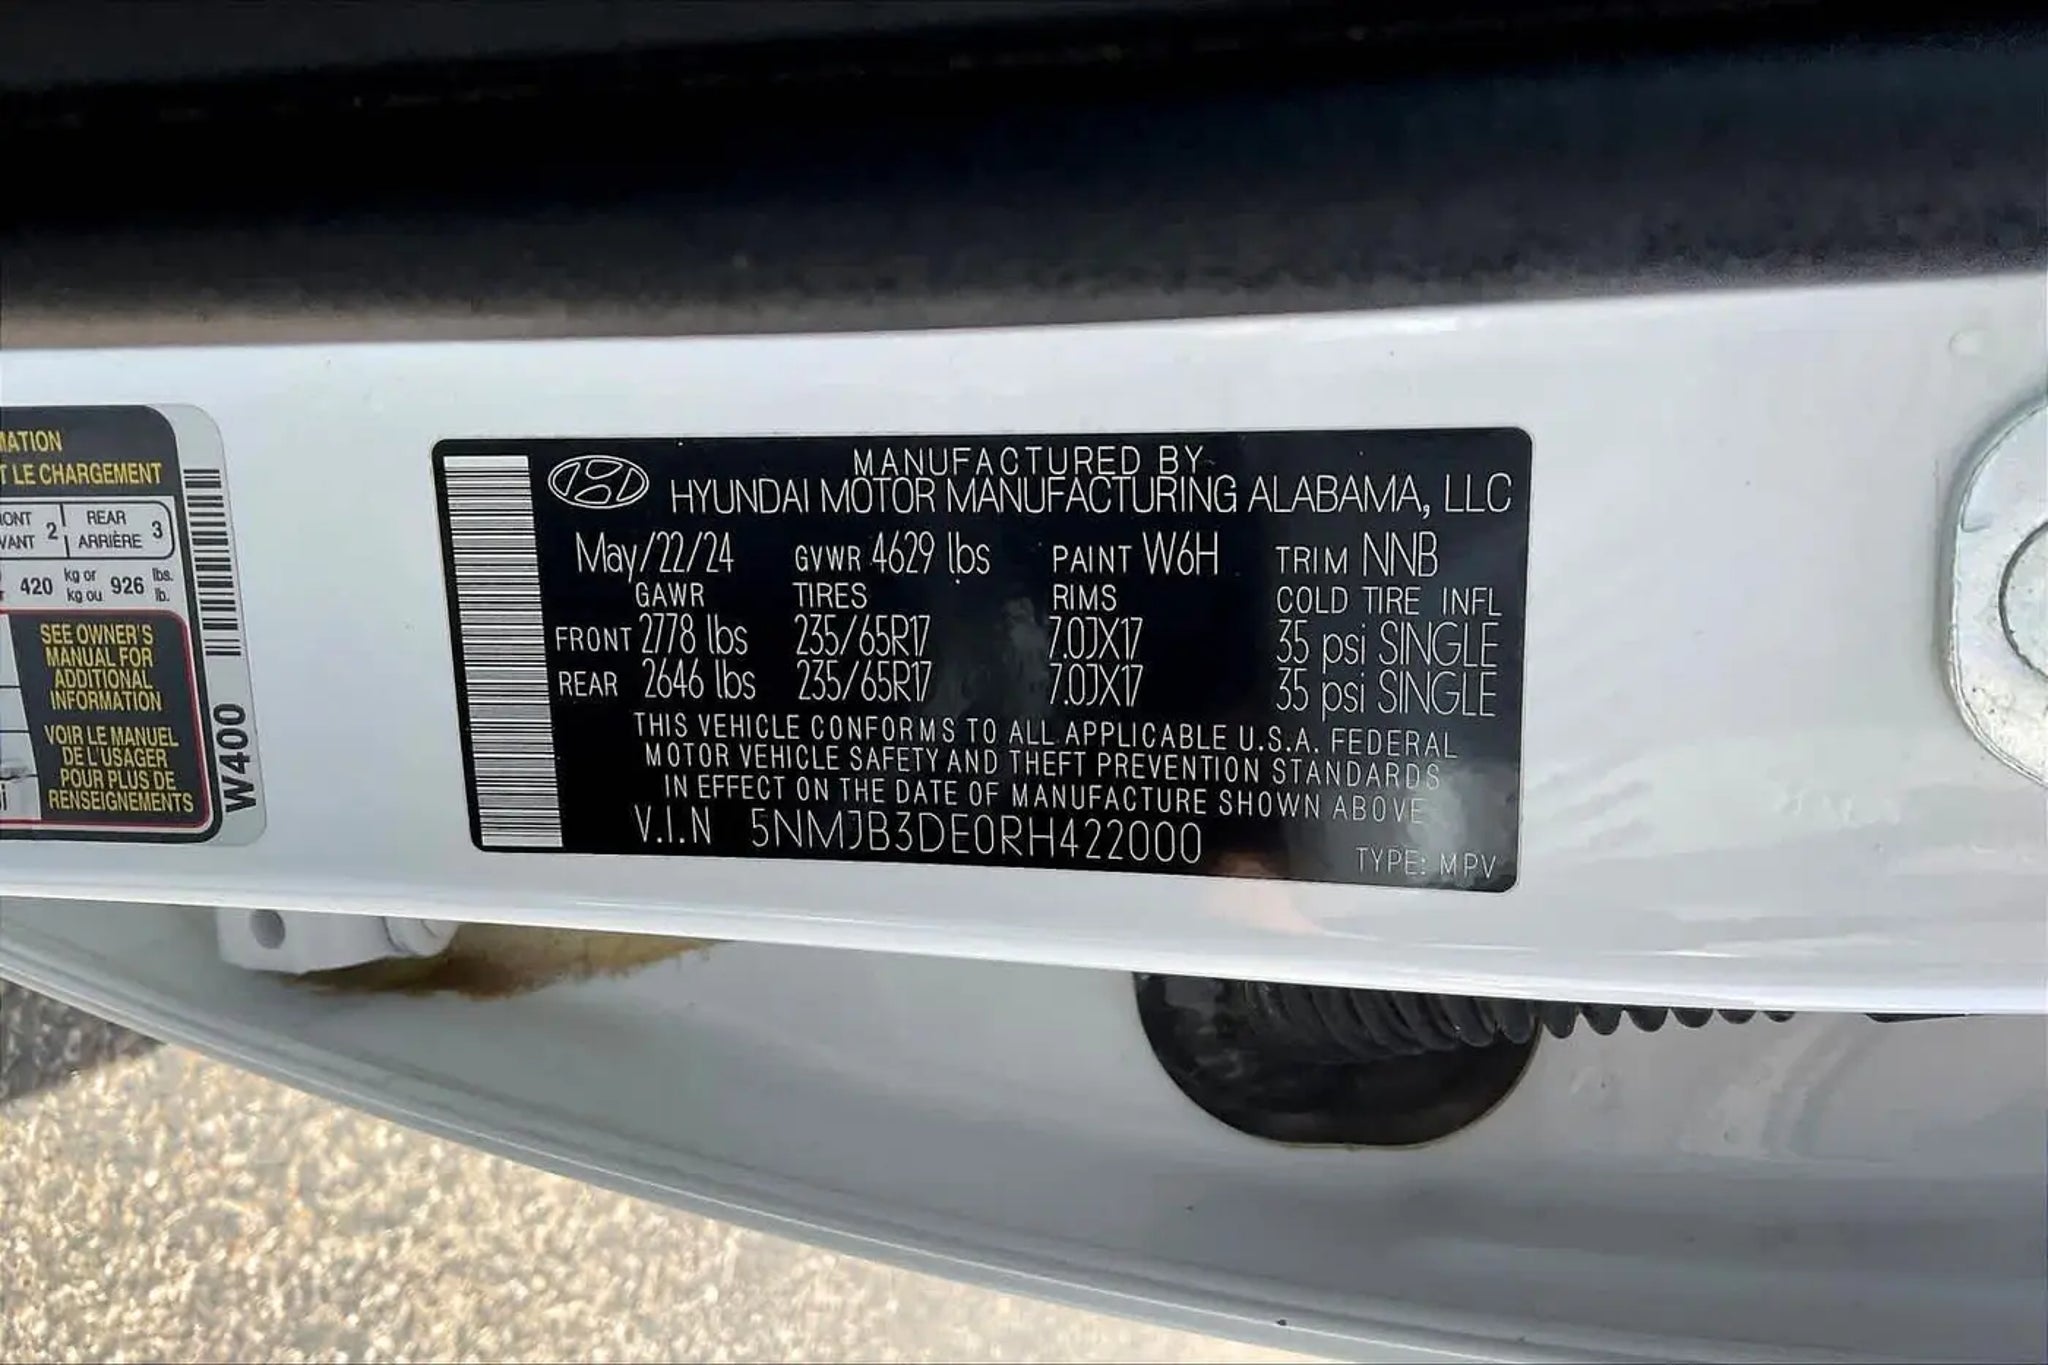 MATION
T LE CHARGEMENT
ONT 2 REAR 3
VANT ARRIÈRE
420 kg or 926 lbs.
kg ou lb.
SEE OWNER'S
MANUAL FOR
ADDITIONAL
INFORMATION
VOIR LE MANUEL
DE L'USAGER
POUR PLUS DE
RENSEIGNEMENTS
W400
MANUFACTURED BY
HYUNDAI MOTOR MANUFACTURING ALABAMA, LLC
May/22/24 GVWR 4629 lbs PAINT W6H TRIM NNB
GAWR TIRES RIMS COLD TIRE INFL
FRONT 2778 lbs 235/65R17 7.0JX17 35 psi SINGLE
REAR 2646 lbs 235/65R17 7.0JX17 35 psi SINGLE
THIS VEHICLE CONFORMS TO ALL APPLICABLE U.S.A. FEDERAL
MOTOR VEHICLE SAFETY AND THEFT PREVENTION STANDARDS
IN EFFECT ON THE DATE OF MANUFACTURE SHOWN ABOVE
V.I.N 5NMJB3DE0RH422000
TYPE: MPV